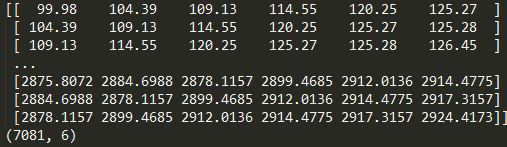 [[  99.98    104.39    109.13    114.55    120.25    125.27  ]
[ 104.39    109.13    114.55    120.25    125.27    125.28  ]
[ 109.13    114.55    120.25    125.27    125.28    126.45  ]
...
[2875.8072 2884.6988 2878.1157 2899.4685 2912.0136 2914.4775]
[2884.6988 2878.1157 2899.4685 2912.0136 2914.4775 2917.3157]
[2878.1157 2899.4685 2912.0136 2914.4775 2917.3157 2924.4173]]
(7081, 6)